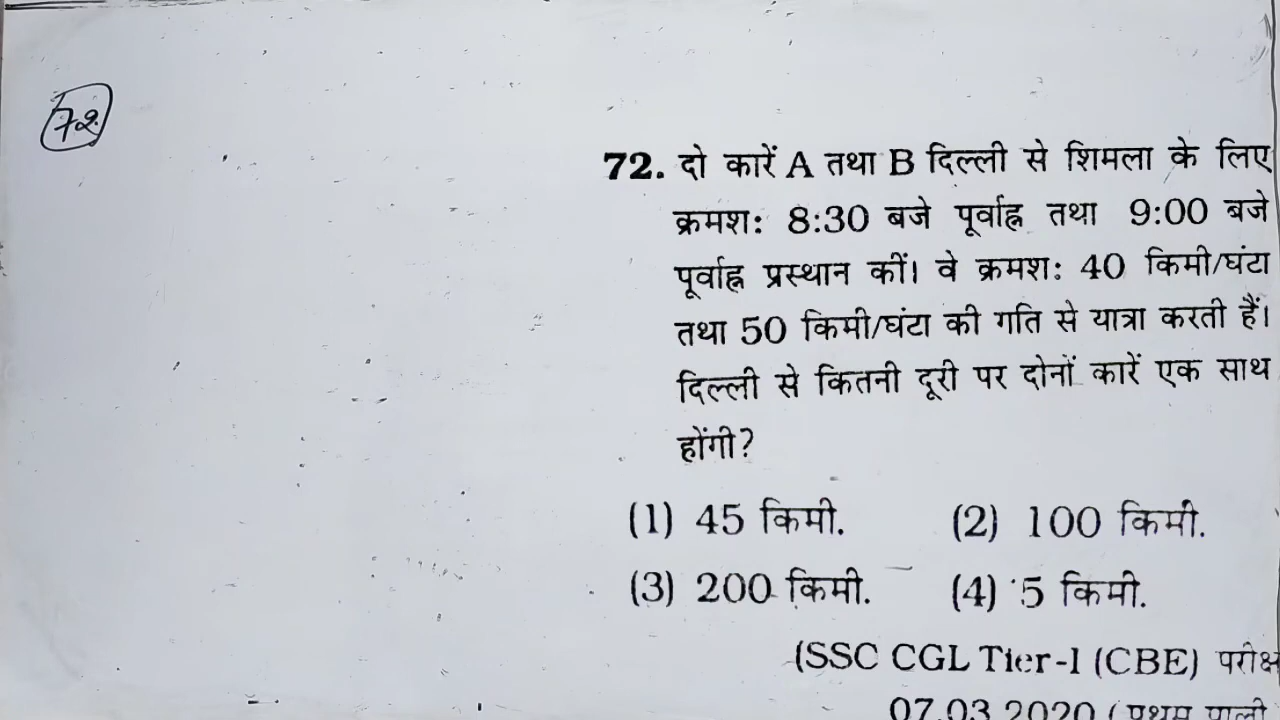 72
72. दो कारें A तथा B दिल्ली से शिमला के लिए
क्रमश: 8:30 बजे पूर्वाह्न तथा 9:00 बजे
पूर्वाह्न प्रस्थान कीं। वे क्रमश: 40 किमी/घंटा
तथा 50 किमी/घंटा की गति से यात्रा करती हैं।
दिल्ली से कितनी दूरी पर दोनों कारें एक साथ
होंगी?
(1) 45 किमी. (2) 100 किमी.
(3) 200 किमी. (4) 5 किमी.
(SSC CGL Tier-I (CBE) परीक्ष
07.03.2020 (प्रथम पाली